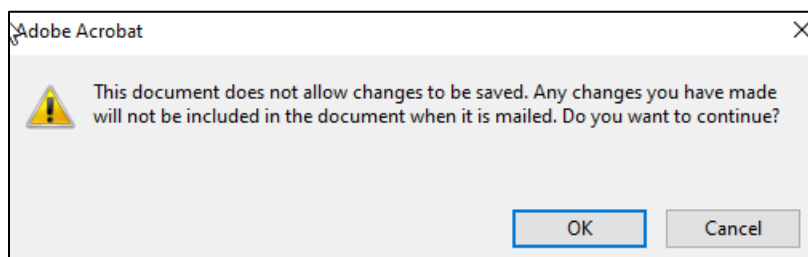 Adobe Acrobat
This document does not allow changes to be saved. Any changes you have made
will not be included in the document when it is mailed. Do you want to continue?
OK
Cancel